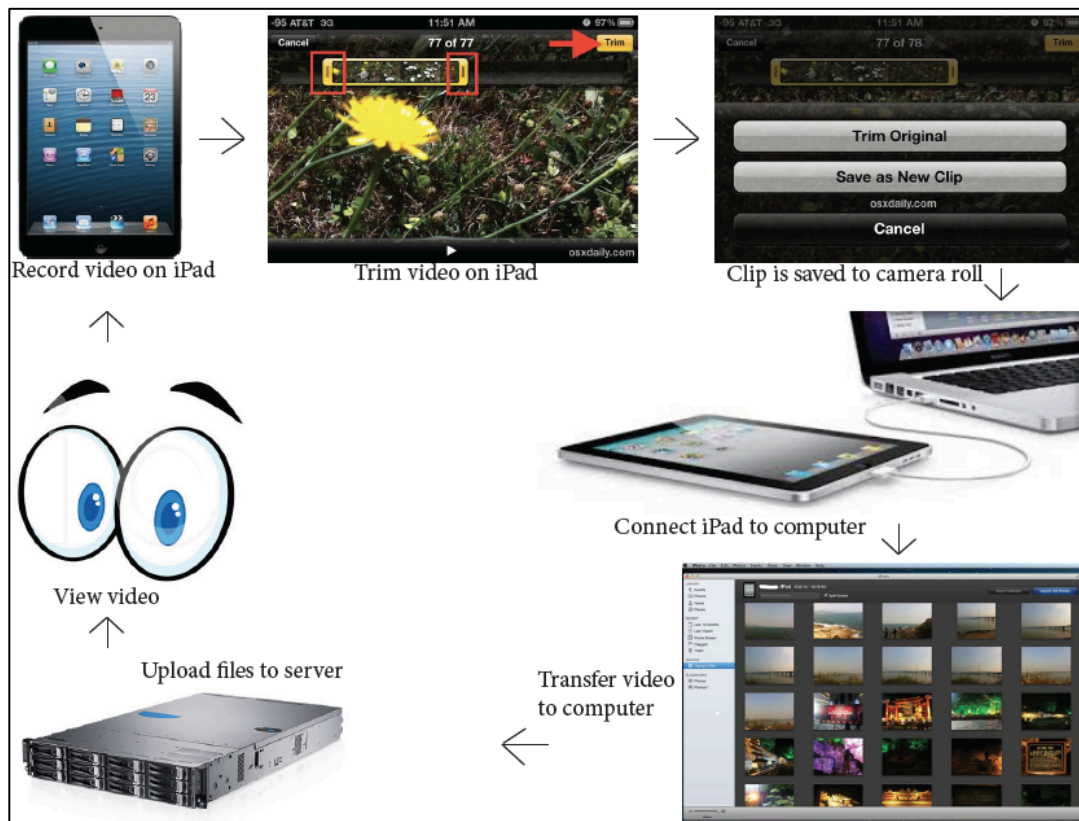 -95 AT&T 3G 11:51 AM 97%
Cancel 77 of 77 Trim
osxdaily.com
-95 AT&T 3G 11:51 AM 97%
Cancel 77 of 78 Trim
Trim Original
Save as New Clip
osxdaily.com
Cancel
Record video on iPad
Trim video on iPad
Clip is saved to camera roll
Connect iPad to computer
View video
Upload files to server
Transfer video
to computer